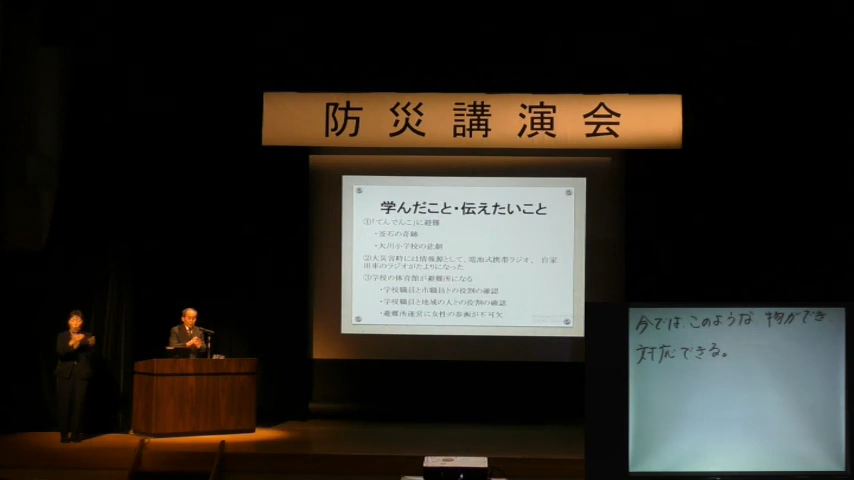 防災講演会
学んだこと・伝えたいこと
①「てんでんこ」に避難
・釜石の奇跡
・大川小学校の悲劇
②大災害時には情報源として、電池式携帯ラジオ、自家
用車のラジオがたよりになった
③学校の体育館が避難所になる
・学校職員と市職員との役割の確認
・学校職員と地域の人との役割の確認
・避難所運営に女性の参画が不可欠
今では、このような 物ができ
対応できる。